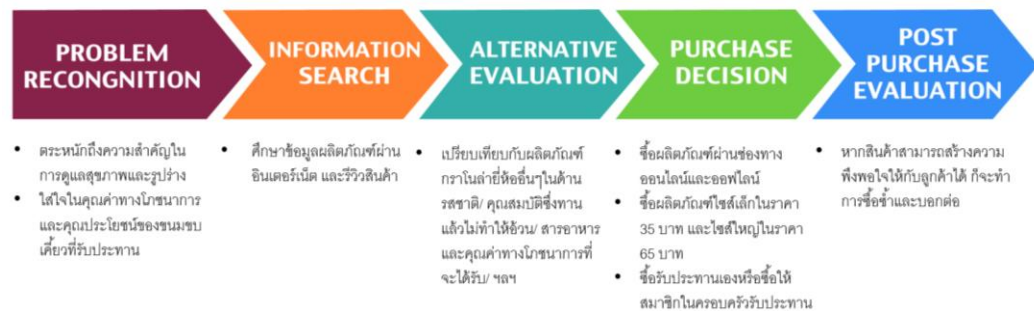 PROBLEM
RECONGNITION
INFORMATION
SEARCH
ALTERNATIVE
EVALUATION
PURCHASE
DECISION
POST
PURCHASE
EVALUATION
• ตระหนักถึงความสำคัญใน
การดูแลสุขภาพและรูปร่าง
• ใส่ใจในคุณค่าทางโภชนาการ
และคุณประโยชน์ของขนมขบ
เคี้ยวที่รับประทาน
• ศึกษาข้อมูลผลิตภัณฑ์ผ่าน
อินเตอร์เน็ต และรีวิวสินค้า
• เปรียบเทียบกับผลิตภัณฑ์
กราโนล่ายี่ห้ออื่นๆในด้าน
รสชาติ/ คุณสมบัติซึ่งทาน
แล้วไม่ทำให้อ้วน/ สารอาหาร
และคุณค่าทางโภชนาการที่
จะได้รับ/ ฯลฯ
• ซื้อผลิตภัณฑ์ผ่านช่องทาง
ออนไลน์และออฟไลน์
• ซื้อผลิตภัณฑ์ไซส์เล็กในราคา
35 บาท และไซส์ใหญ่ในราคา
65 บาท
• ซื้อรับประทานเองหรือซื้อให้
สมาชิกในครอบครัวรับประทาน
• หากสินค้าสามารถสร้างความ
พึงพอใจให้กับลูกค้าได้ ก็จะทำ
การซื้อซ้ำและบอกต่อ